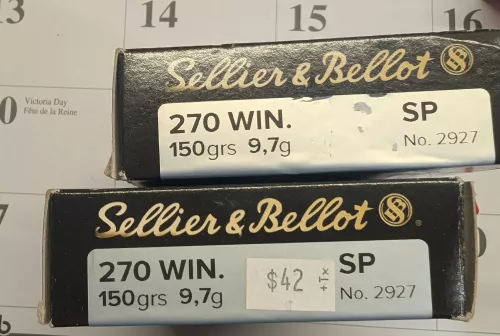 13
14
15
16
Sellier & Bellot
270 WIN.
SP
150grs 9,7g
No. 2927
Victoria Day
Fête de la Reine
Sellier & Bellot
270 WIN.
$42 +Tx
SP
150grs 9,7g
No. 2927